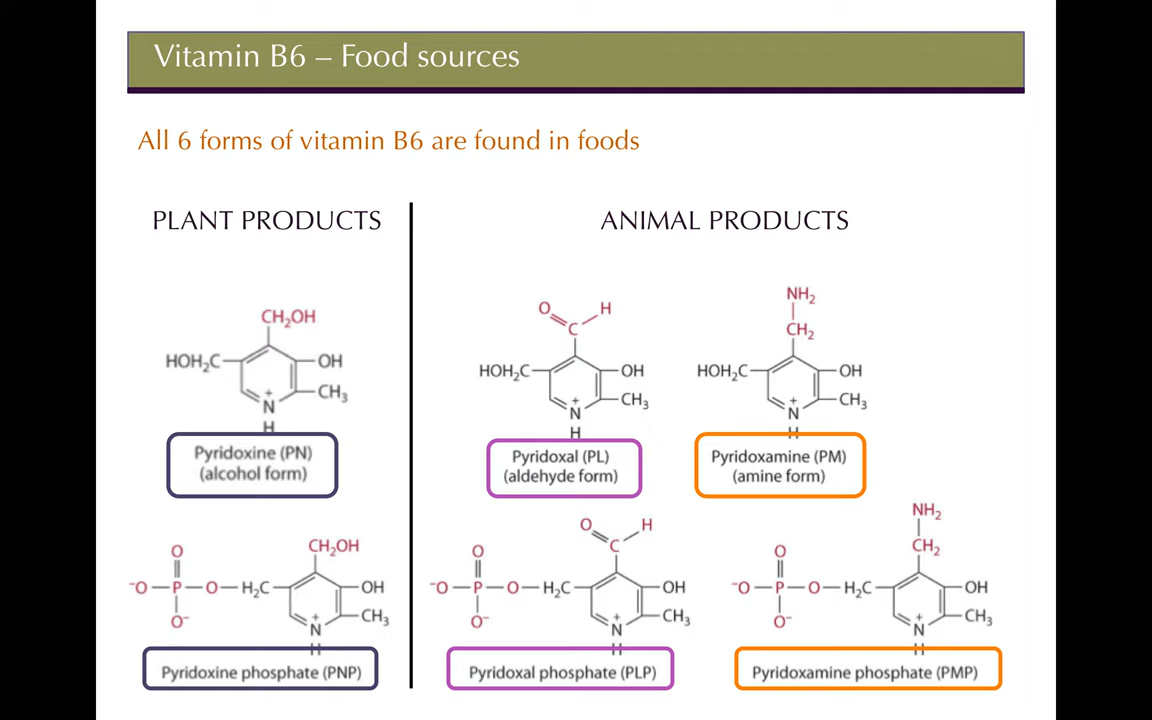 Vitamin B6 – Food sources
All 6 forms of vitamin B6 are found in foods
PLANT PRODUCTS
CH₂OH
HOH₂C
OH
CH₃
+
N
H
Pyridoxine (PN)
(alcohol form)
CH₂OH
O
⁻O
P
O
H₂C
OH
O⁻
CH₃
+
N
H
Pyridoxine phosphate (PNP)
ANIMAL PRODUCTS
O
H
C
HOH₂C
OH
CH₃
+
N
H
Pyridoxal (PL)
(aldehyde form)
NH₂
CH₂
HOH₂C
OH
CH₃
+
N
H
Pyridoxamine (PM)
(amine form)
O
H
C
O
⁻O
P
O
H₂C
OH
O⁻
CH₃
+
N
H
Pyridoxal phosphate (PLP)
NH₂
CH₂
O
⁻O
P
O
H₂C
OH
O⁻
CH₃
+
N
H
Pyridoxamine phosphate (PMP)